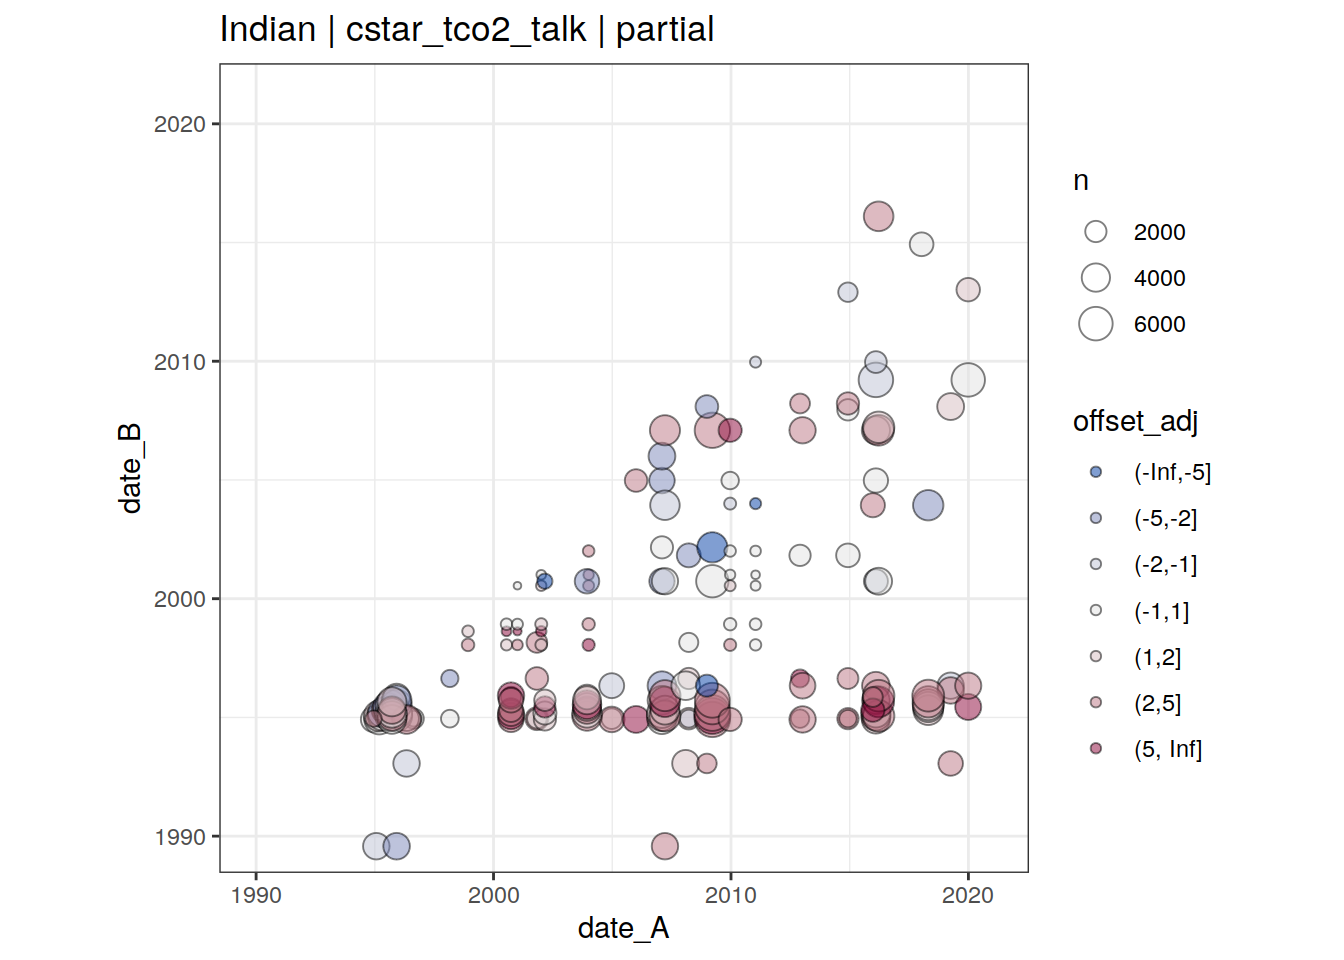 Indian | cstar_tco2_talk | partial
2020
2010
2000
1990
date_B
1990
2000
2010
2020
date_A
n
2000
4000
6000
offset_adj
(-Inf,-5]
(-5,-2]
(-2,-1]
(-1,1]
(1,2]
(2,5]
(5, Inf]